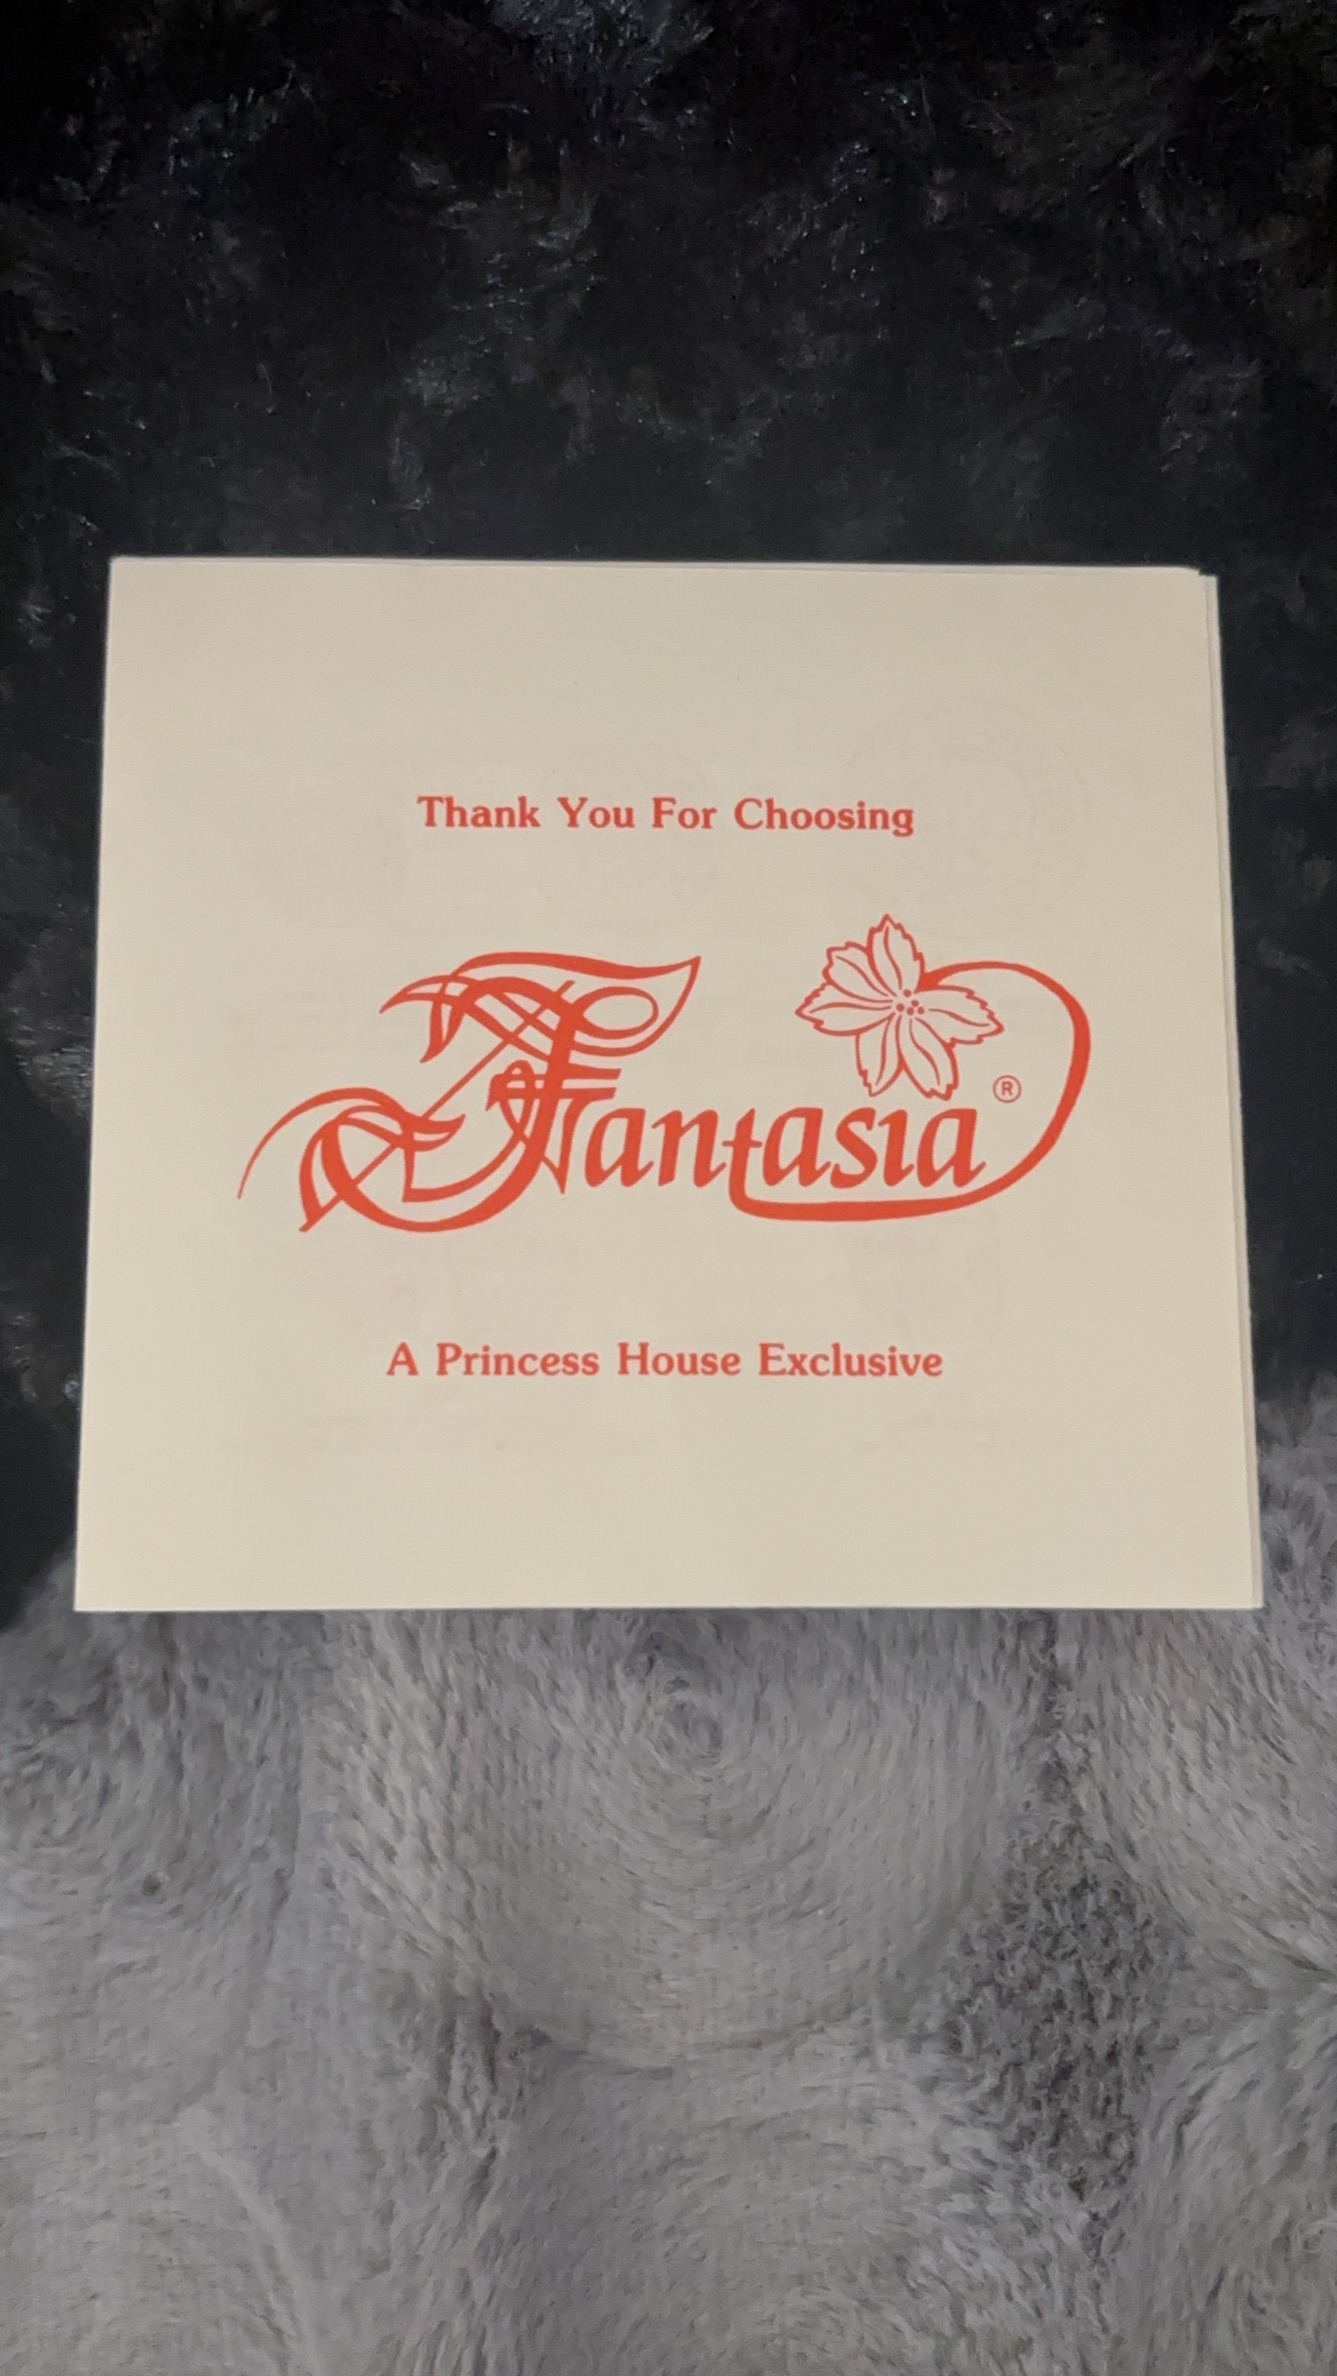 Thank You For Choosing
Fantasia®
A Princess House Exclusive